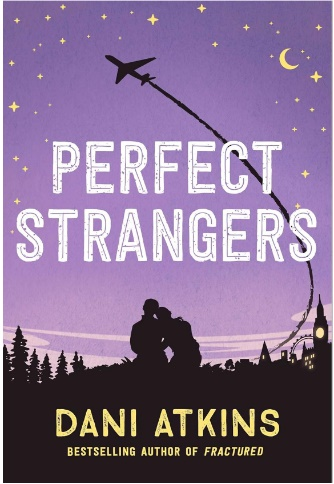 PERFECT
STRANGERS
DANI ATKINS
BESTSELLING AUTHOR OF FRACTURED